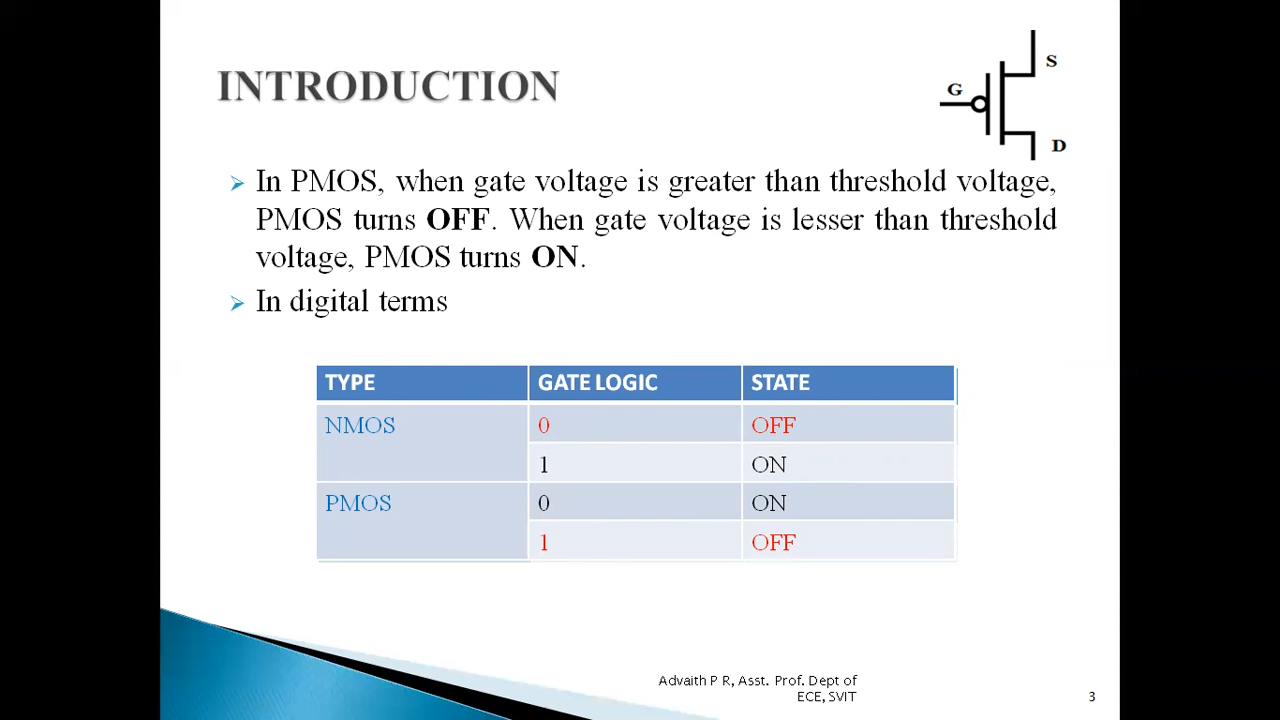 INTRODUCTION
S
G
D
➢ In PMOS, when gate voltage is greater than threshold voltage,
PMOS turns OFF. When gate voltage is lesser than threshold
voltage, PMOS turns ON.
➢ In digital terms
TYPE GATE LOGIC STATE
NMOS 0 OFF
1 ON
PMOS 0 ON
1 OFF
Advaith P R, Asst. Prof. Dept of
ECE, SVIT
3